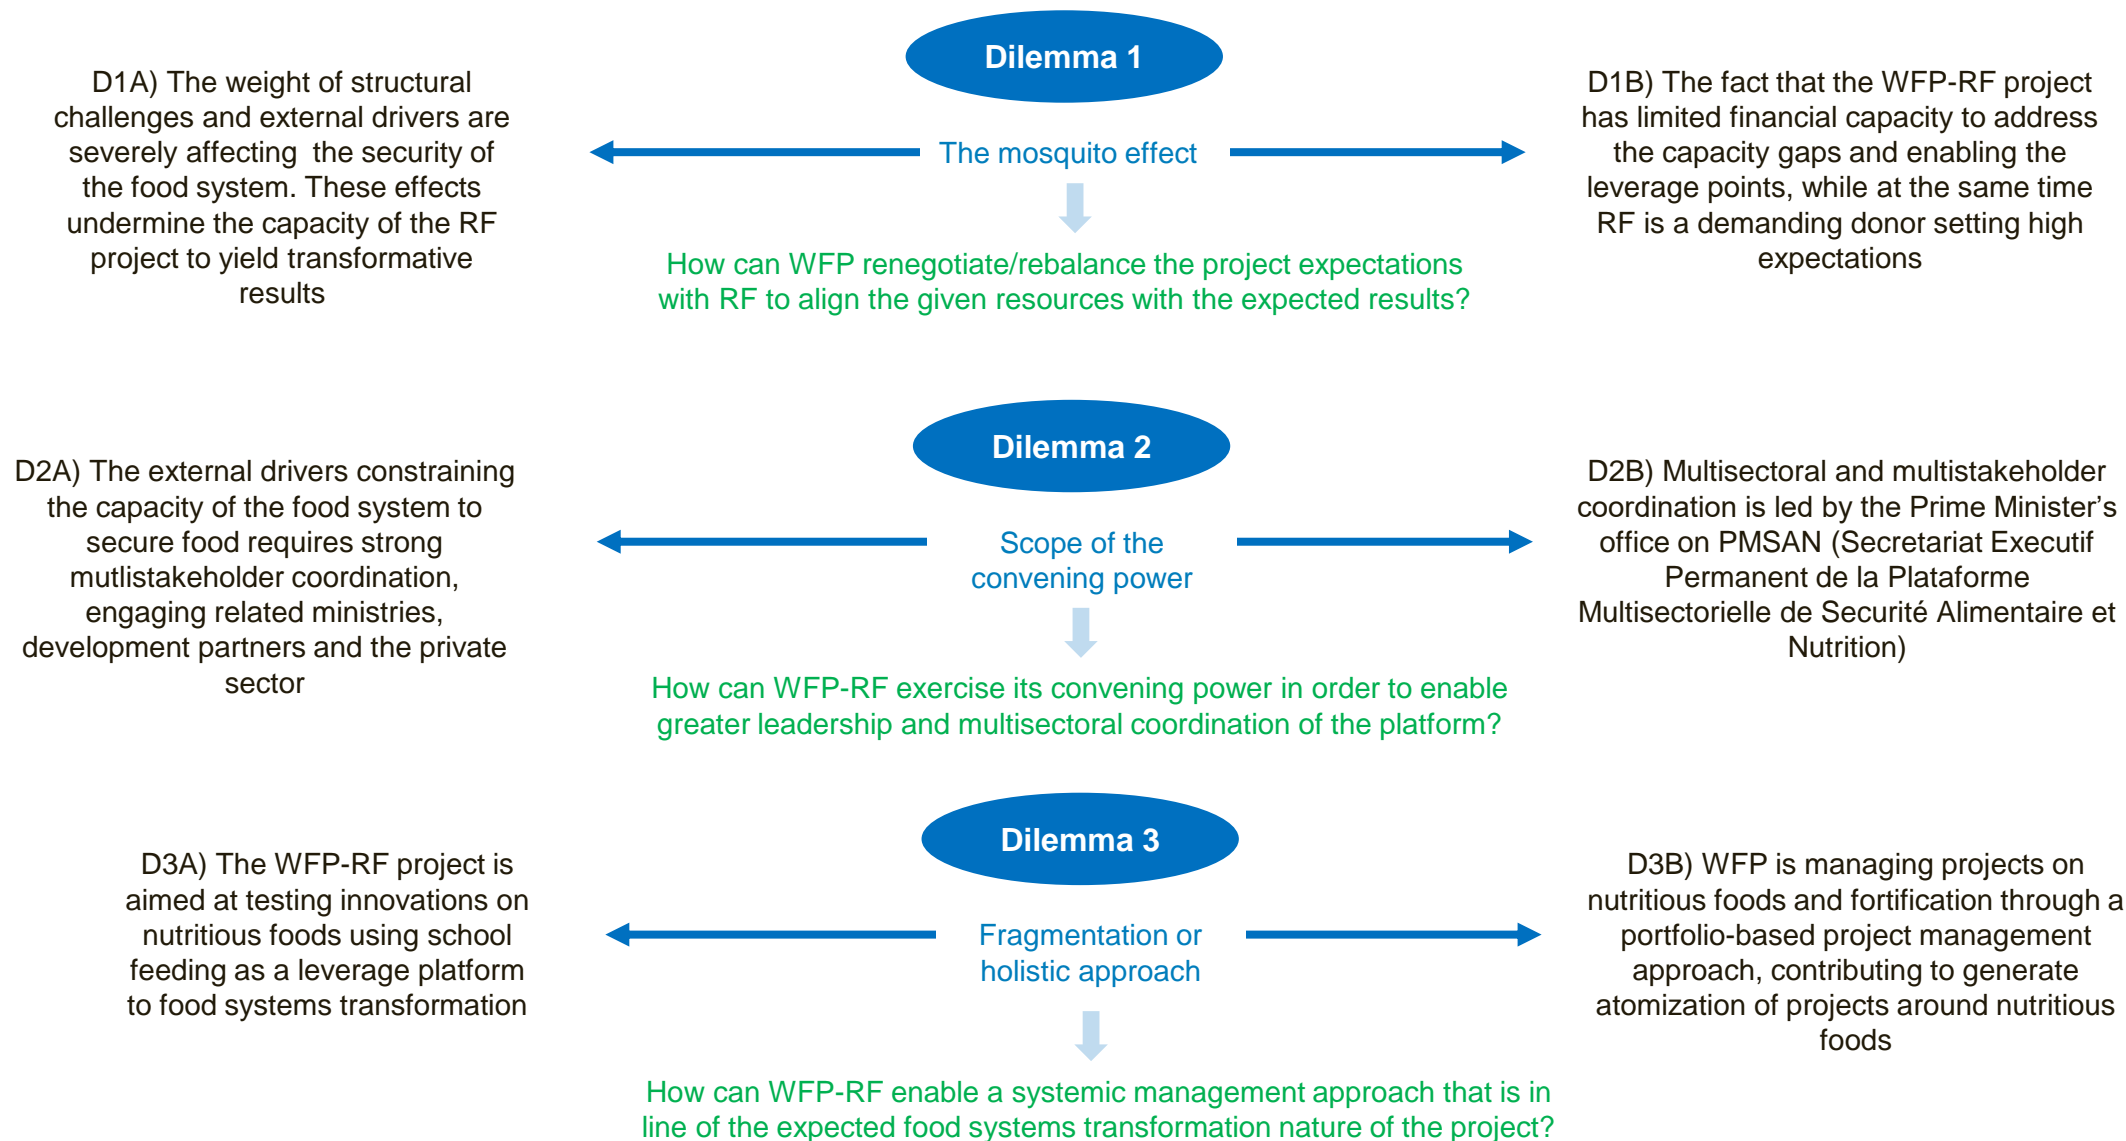 Dilemma 1
D1A) The weight of structural
challenges and external drivers are
severely affecting the security of
the food system. These effects
undermine the capacity of the RF
project to yield transformative
results
The mosquito effect
D1B) The fact that the WFP-RF project
has limited financial capacity to address
the capacity gaps and enabling the
leverage points, while at the same time
RF is a demanding donor setting high
expectations
How can WFP renegotiate/rebalance the project expectations
with RF to align the given resources with the expected results?
Dilemma 2
D2A) The external drivers constraining
the capacity of the food system to
secure food requires strong
mutlistakeholder coordination,
engaging related ministries,
development partners and the private
sector
Scope of the
convening power
D2B) Multisectoral and multistakeholder
coordination is led by the Prime Minister’s
office on PMSAN (Secretariat Executif
Permanent de la Plataforme
Multisectorielle de Securité Alimentaire et
Nutrition)
How can WFP-RF exercise its convening power in order to enable
greater leadership and multisectoral coordination of the platform?
Dilemma 3
D3A) The WFP-RF project is
aimed at testing innovations on
nutritious foods using school
feeding as a leverage platform
to food systems transformation
Fragmentation or
holistic approach
D3B) WFP is managing projects on
nutritious foods and fortification through a
portfolio-based project management
approach, contributing to generate
atomization of projects around nutritious
foods
How can WFP-RF enable a systemic management approach that is in
line of the expected food systems transformation nature of the project?